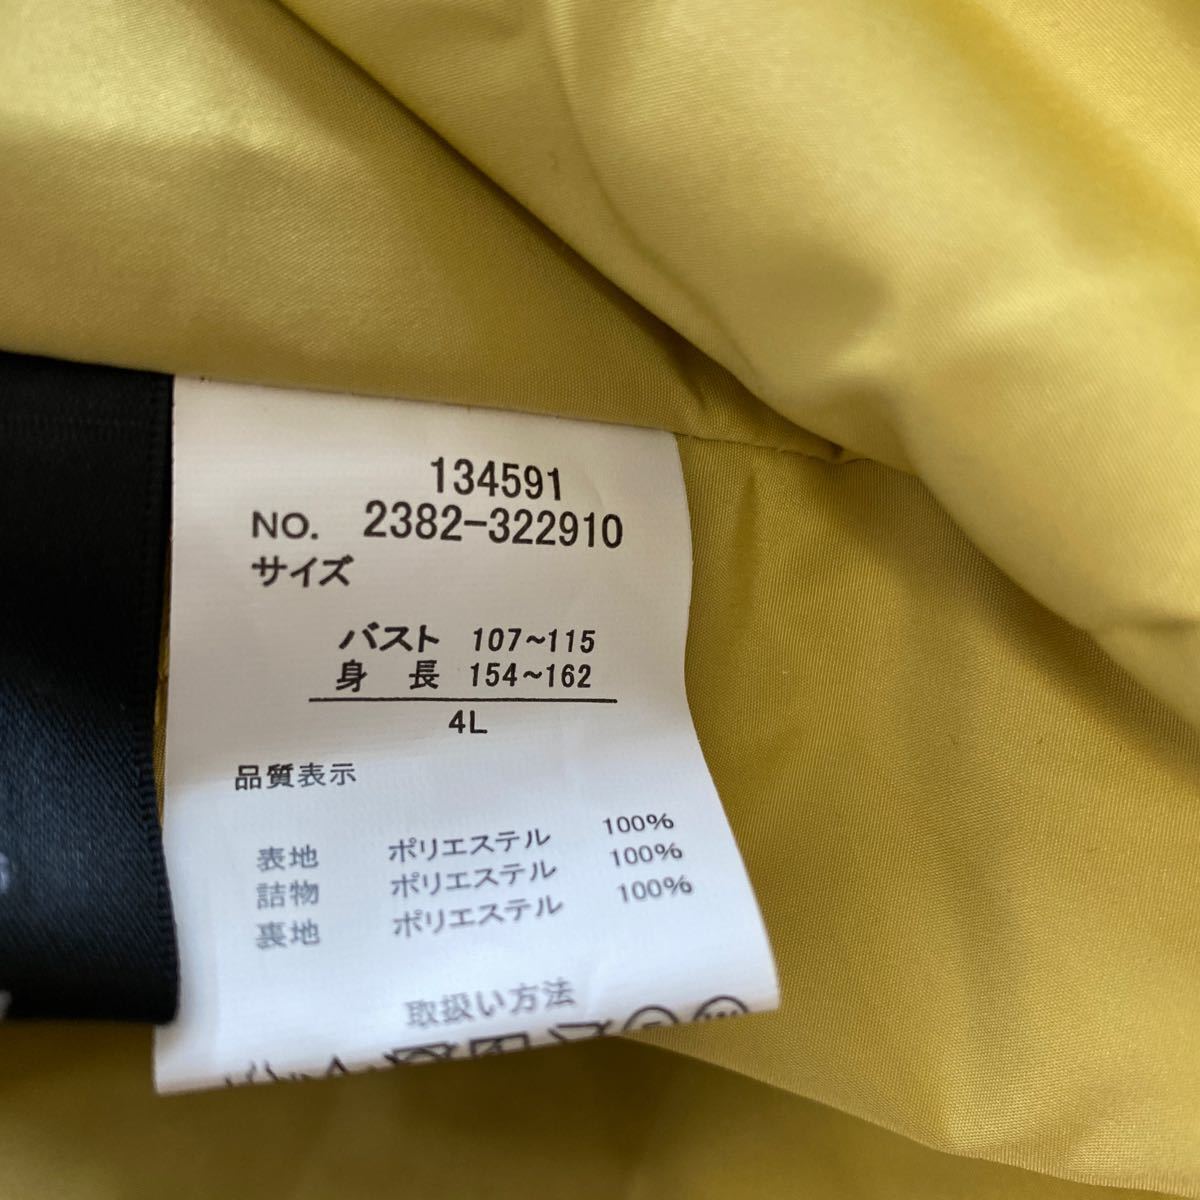 134591
NO. 2382-322910
サイズ
バスト 107~115
身 長 154~162
4L
品質表示
表地 ポリエステル 100%
詰物 ポリエステル 100%
裏地 ポリエステル 100%
取扱い方法